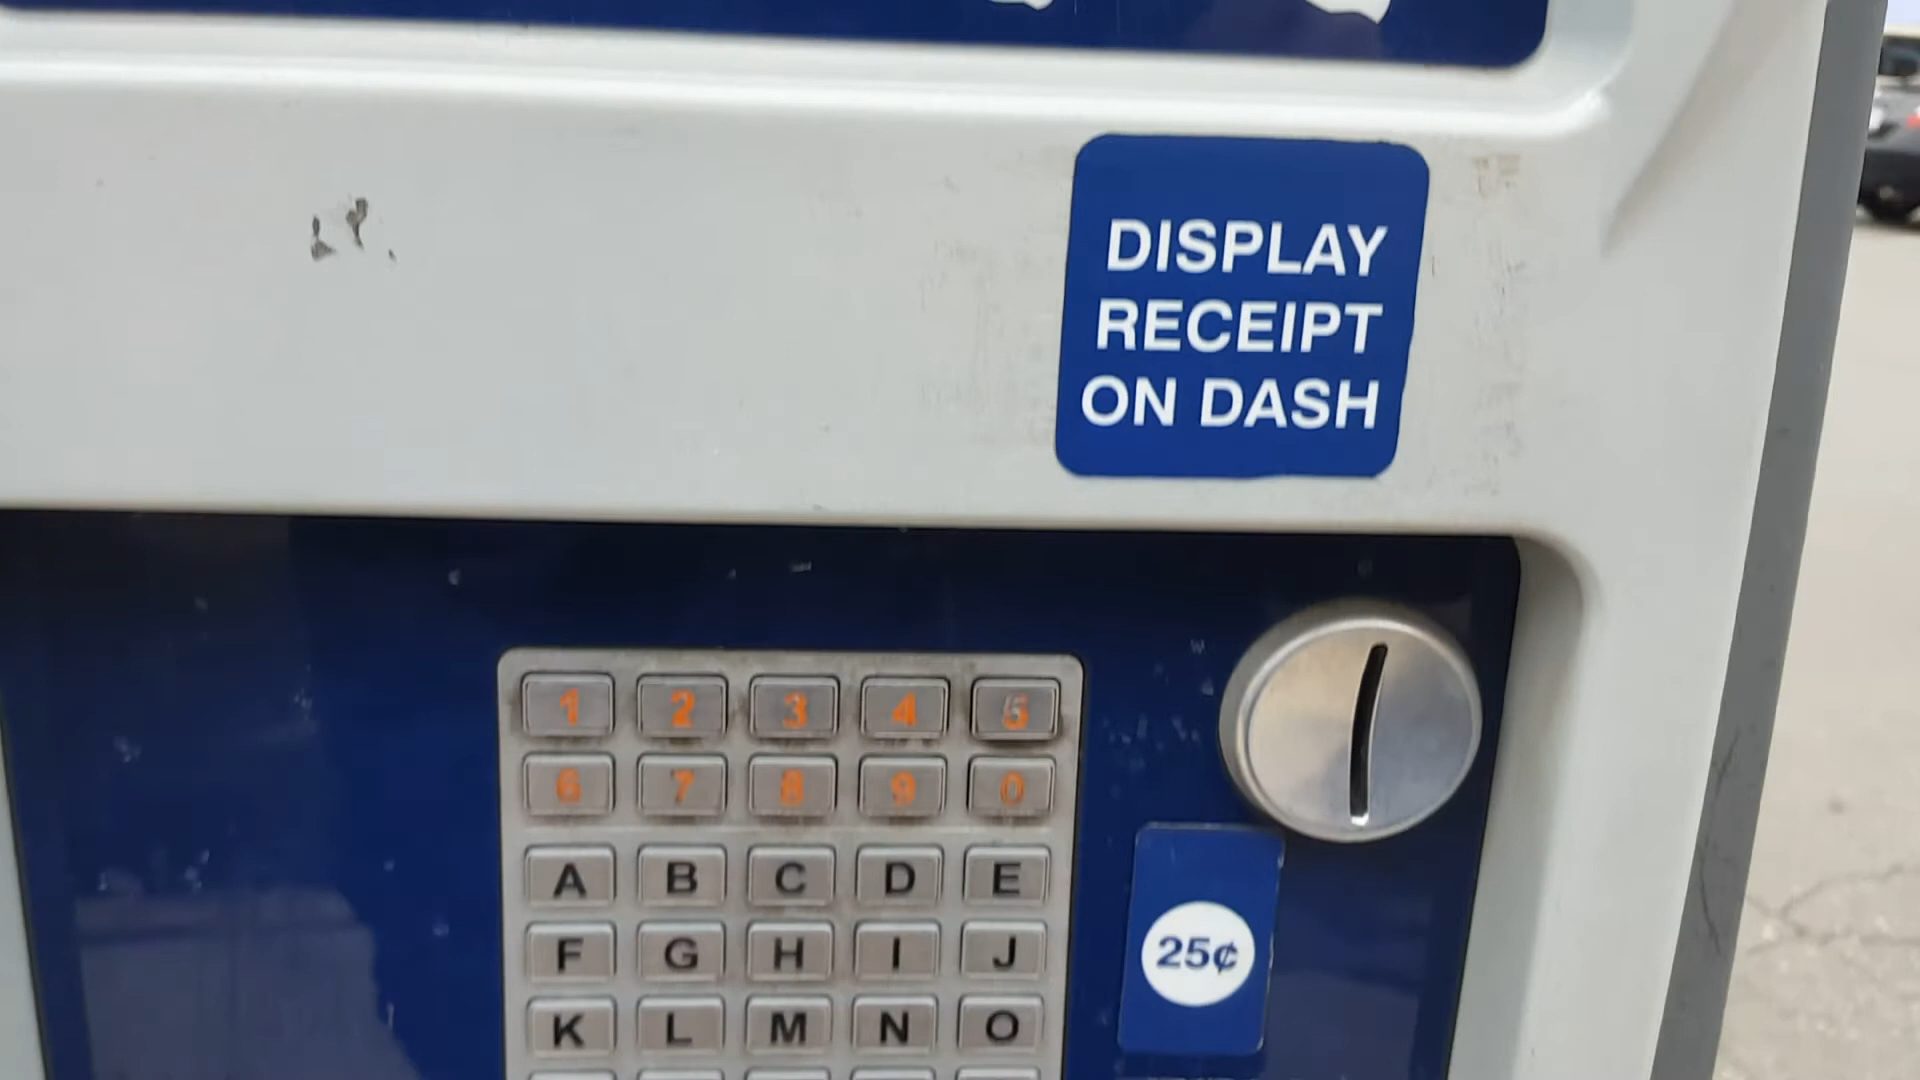 DISPLAY
RECEIPT
ON DASH
1 2 3 4 5
6 7 8 9 0
A B C D E
F G H I J
K L M N O
25¢